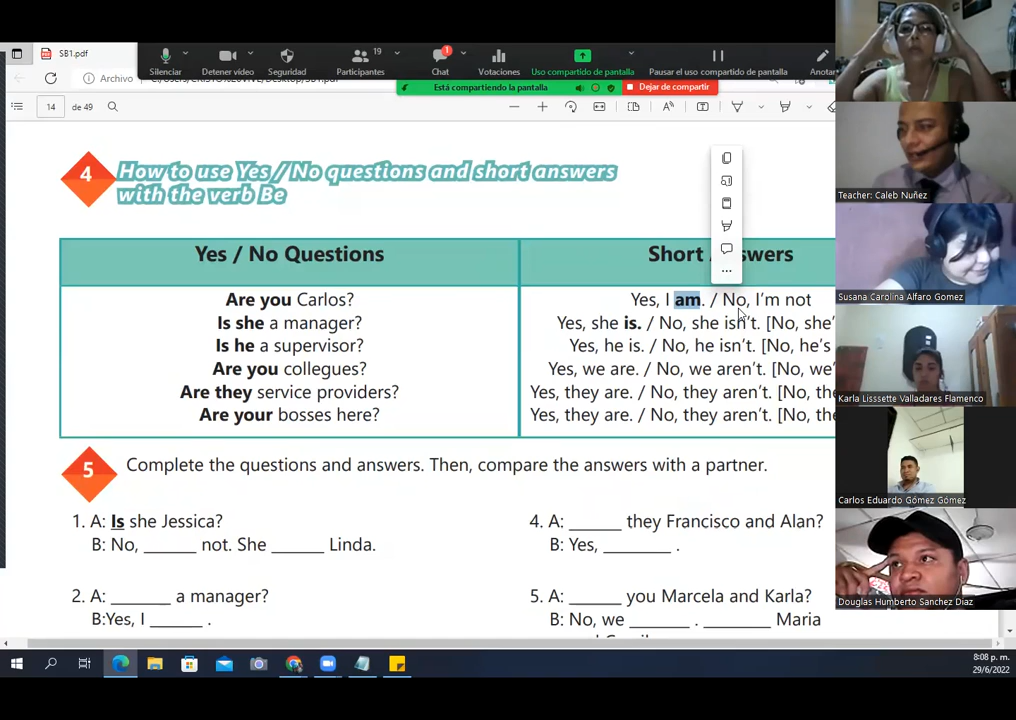 SB1.pdf
Silenciar
Detener video
Seguridad
19
Participantes
1
Chat
Votaciones
Uso compartido de pantalla
Pausar el uso compartido de pantalla
Anotar
Archivo
Está compartiendo la pantalla
Dejar de compartir
14 de 49
4
How to use Yes / No questions and short answers
with the verb Be
Yes / No Questions
Are you Carlos?
Is she a manager?
Is he a supervisor?
Are you collegues?
Are they service providers?
Are your bosses here?
Short
Yes, I am. / No, I'm not
Yes, she is. / No, she isn't. [No, she'
Yes, he is. / No, he isn't. [No, he's
Yes, we are. / No, we aren't. [No, we'
Yes, they are. / No, they aren't. [No, the
Yes, they are. / No, they aren't. [No, the
5
Complete the questions and answers. Then, compare the answers with a partner.
1. A: Is she Jessica?
B: No, ______ not. She ______ Linda.
2. A: _______ a manager?
B:Yes, I ______ .
4. A: ______ they Francisco and Alan?
B: Yes, ________ .
5. A: ______ you Marcela and Karla?
B: No, we _______ . ________ Maria
Teacher: Caleb Nuñez
Susana Carolina Alfaro Gomez
Karla Lisssette Valladares Flamenco
Carlos Eduardo Gómez Gómez
Douglas Humberto Sanchez Diaz
8:08 p. m.
29/6/2022